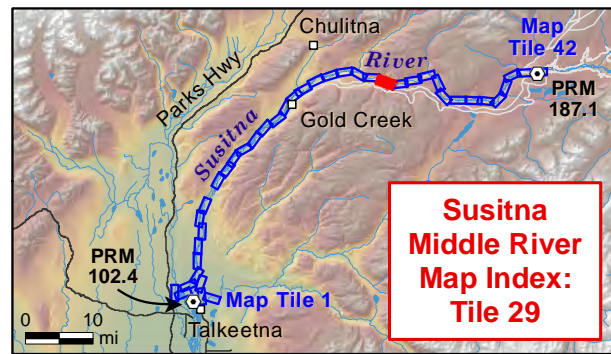 Chulitna
Map
Tile 42
Parks Hwy
River
PRM
187.1
Gold Creek
Susitna
Susitna
Middle River
Map Index:
Tile 29
PRM
102.4
Map Tile 1
0 10
mi
Talkeetna